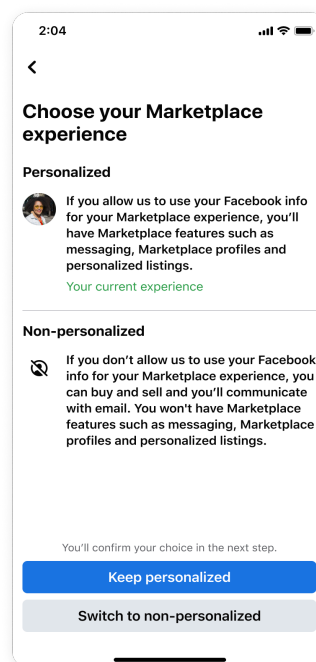 2:04
Choose your Marketplace
experience
Personalized
If you allow us to use your Facebook info
for your Marketplace experience, you'll
have Marketplace features such as
messaging, Marketplace profiles and
personalized listings.
Your current experience
Non-personalized
If you don't allow us to use your Facebook
info for your Marketplace experience, you
can buy and sell and you'll communicate
with email. You won't have Marketplace
features such as messaging, Marketplace
profiles and personalized listings.
You'll confirm your choice in the next step.
Keep personalized
Switch to non-personalized